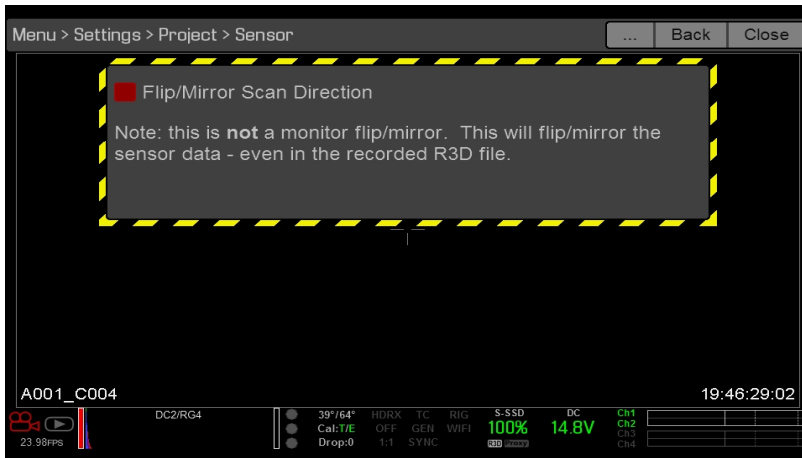 Menu > Settings > Project > Sensor
... Back Close
Flip/Mirror Scan Direction
Note: this is not a monitor flip/mirror. This will flip/mirror the
sensor data - even in the recorded R3D file.
A001_C004 19:46:29:02
DC2/RG4
23.98FPS
39°/64° HDRX TC RIG S-SSD DC Ch1
Cal:T/E OFF GEN WIFI 100% 14.8V Ch2
Ch3
Drop:0 1:1 SYNC R3D Proxy Ch4